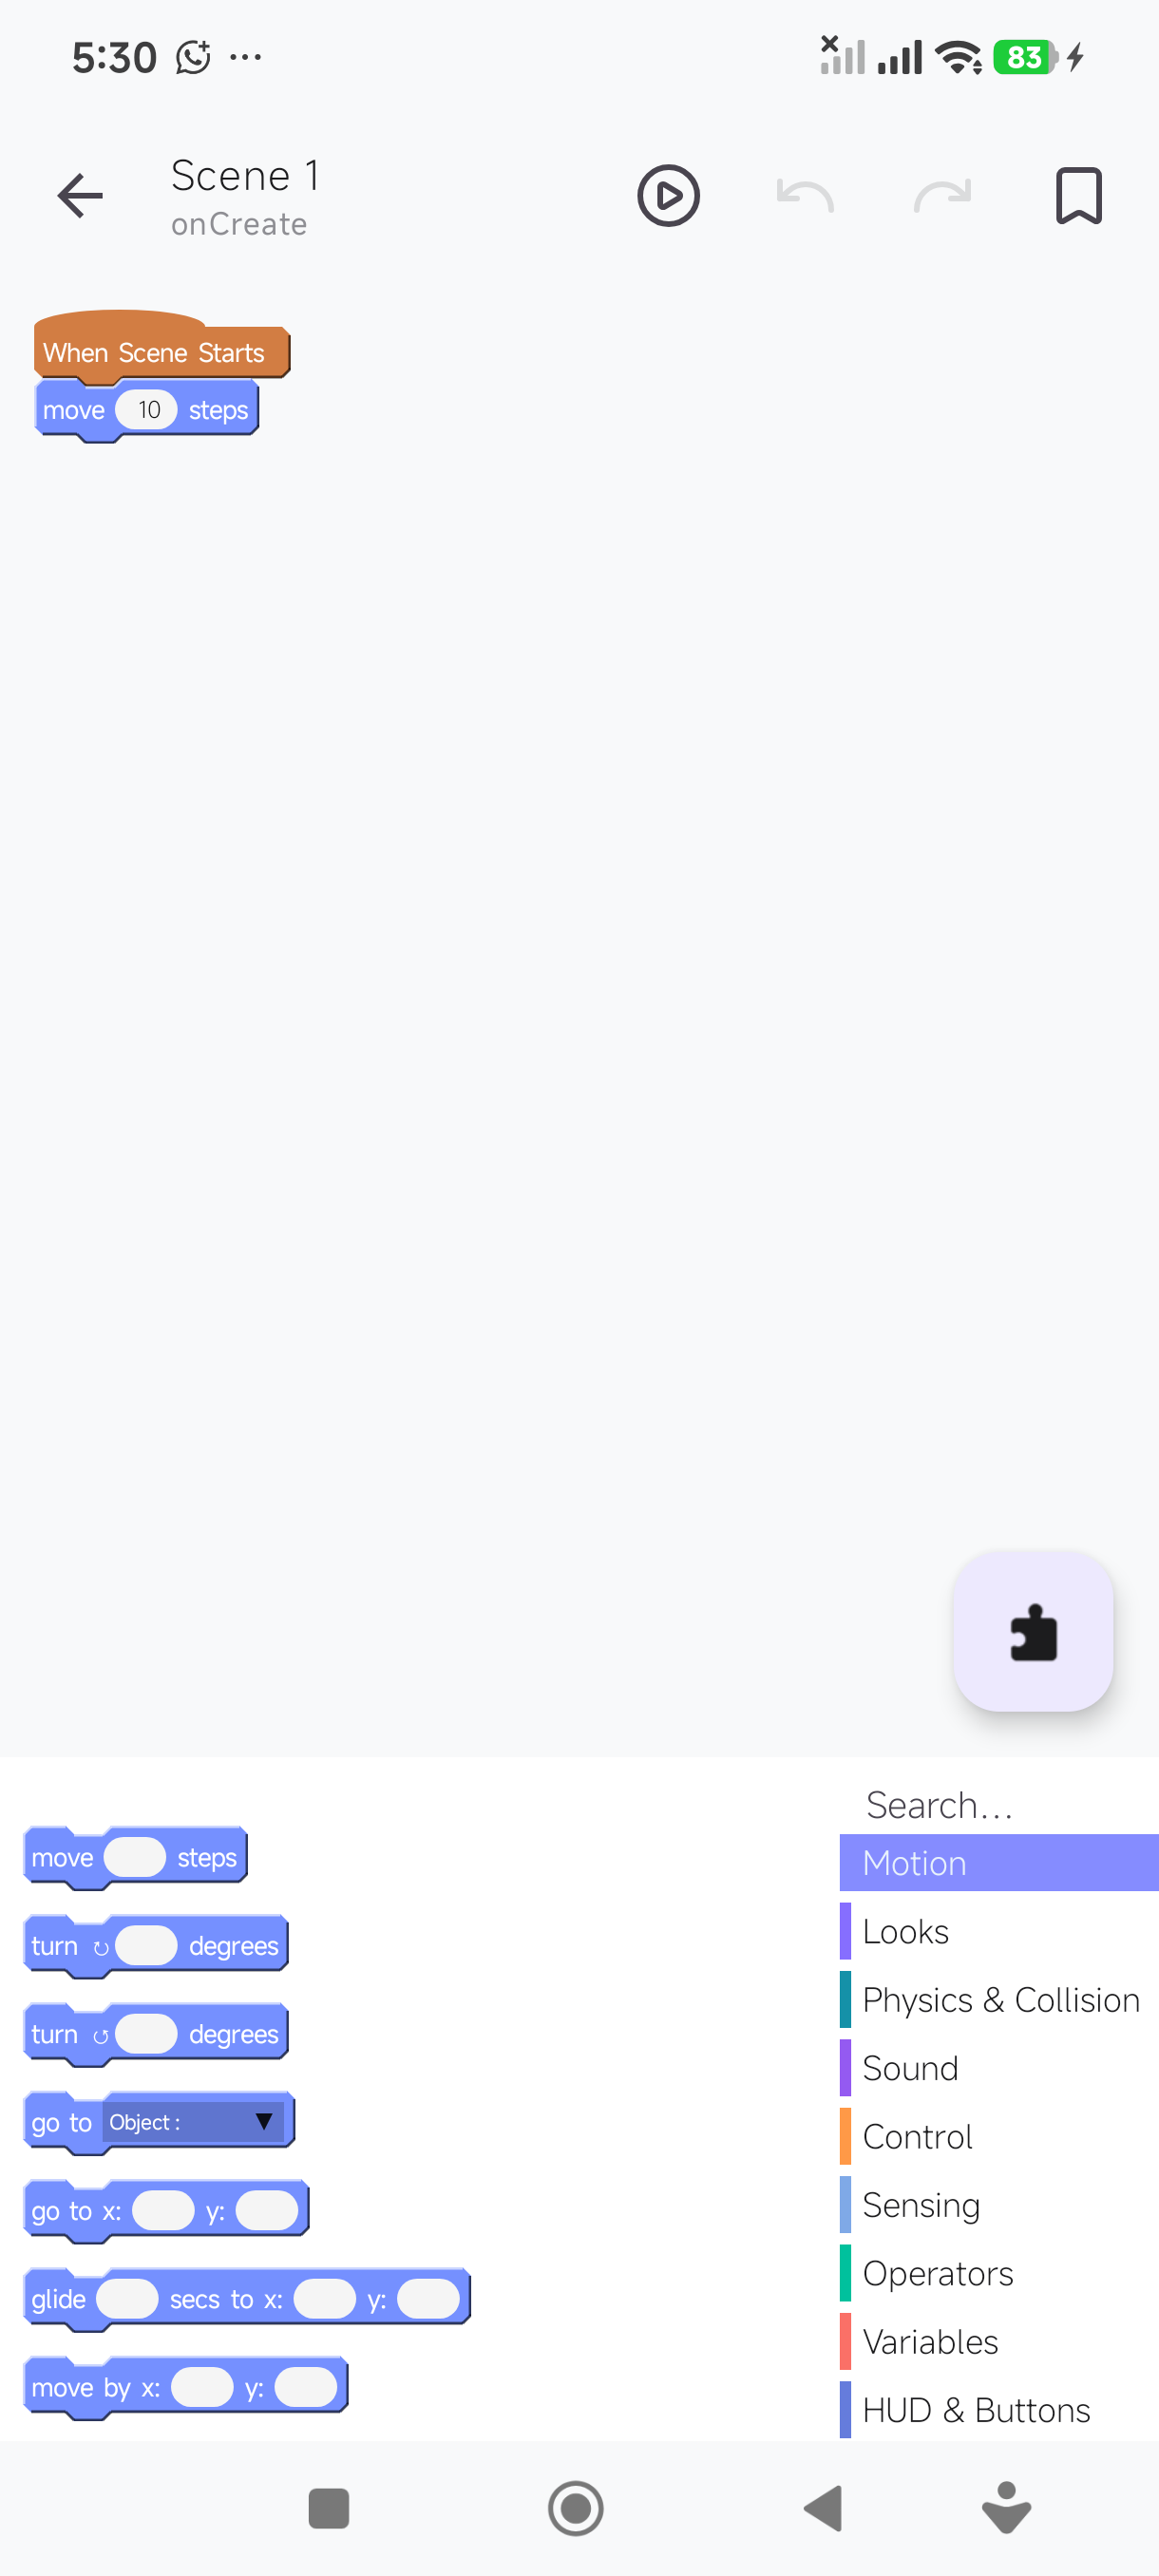 5:30 83
Scene 1
onCreate
When Scene Starts
move 10 steps
Search...
move steps
Motion
turn ↻ degrees
Looks
turn ↺ degrees
Physics & Collision
Sound
go to Object : ▼
Control
go to x: y:
Sensing
glide secs to x: y:
Operators
Variables
move by x: y:
HUD & Buttons